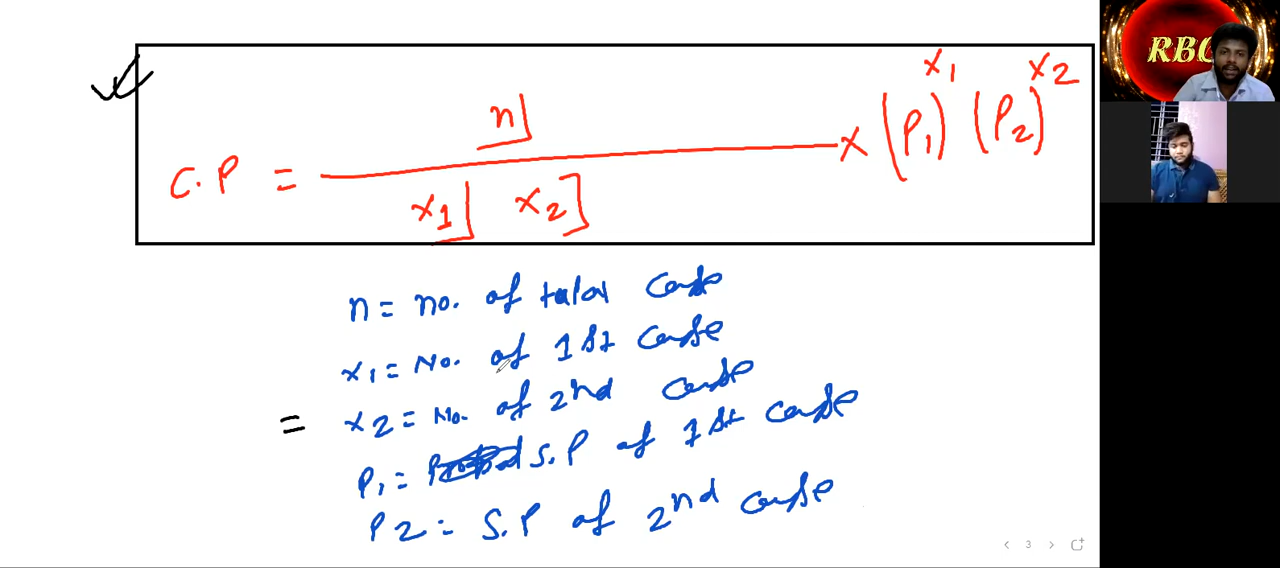 RBC
C.P = n! / x1! x2! × (P1)^x1 (P2)^x2
n = no. of total case
x1 = No. of 1st case
= x2 = No. of 2nd case
P1 = S.P of 1st case
P2 = S.P of 2nd case
3